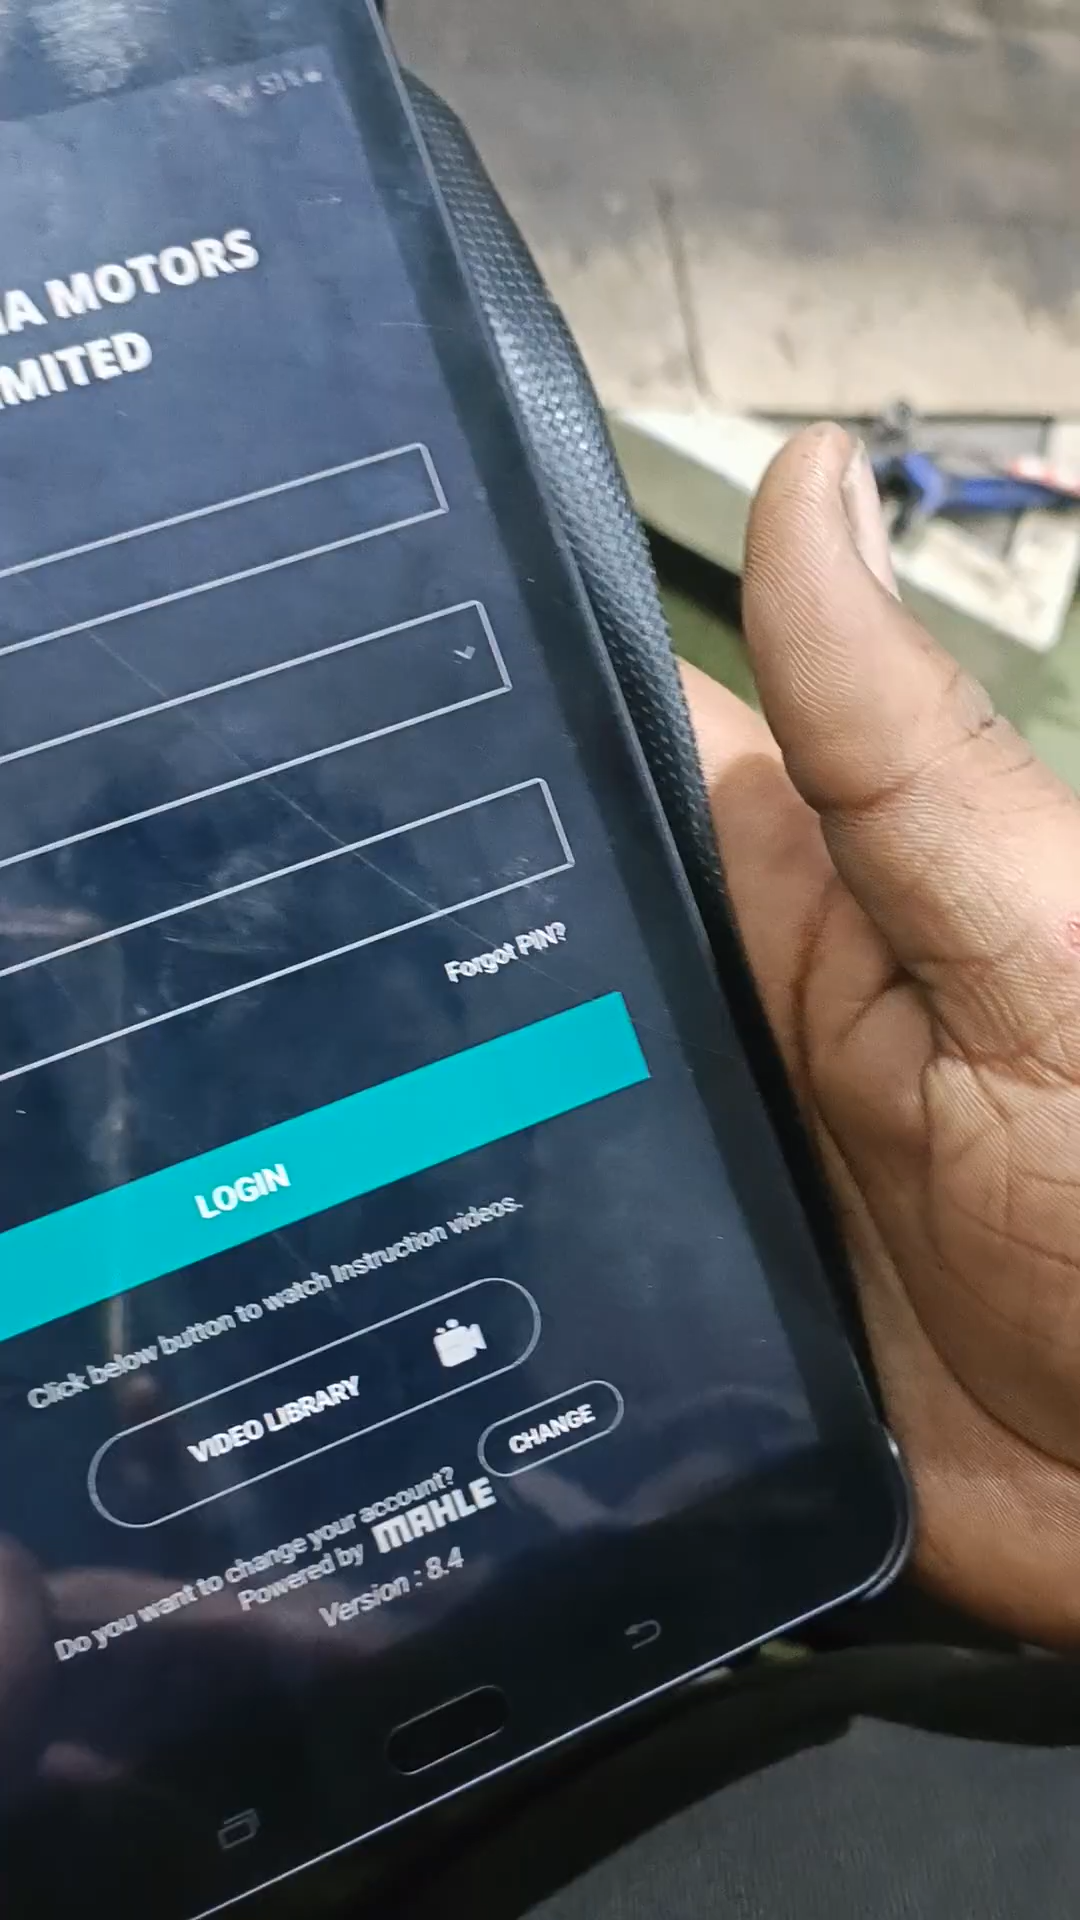 IA MOTORS
MITED
Forgot PIN?
LOGIN
Click below button to watch Instruction videos.
VIDEO LIBRARY
Do you want to change your account?
CHANGE
Powered by MAHLE
Version : 8.4